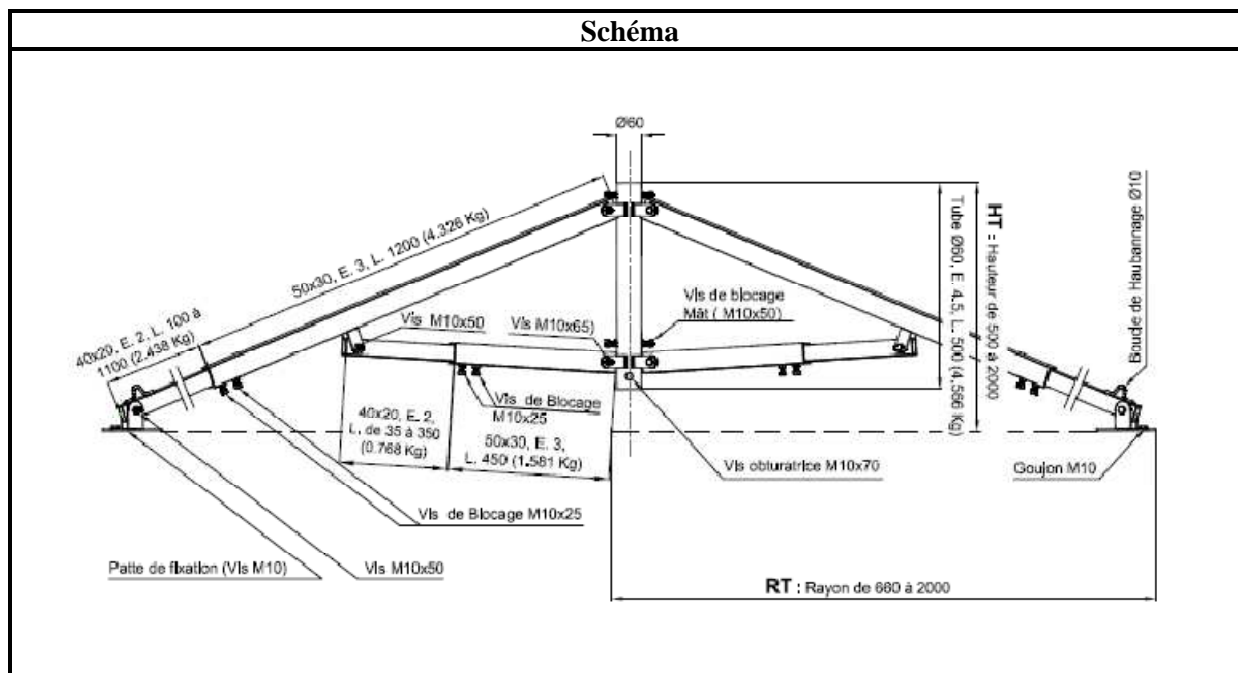 Schéma
Ø60
50x30, E. 3, L. 1200 (4.326 Kg)
40x20, E. 2, L. 100 à
1100 (2.438 Kg)
HT : Hauteur de 500 à 2000
Tube Ø60, E. 4.5, L. 500 (4.566 Kg)
Boucle de Haubannage Ø10
Vis de blocage
Mât ( M10x50)
Vis M10x50
Vis M10x65)
Vis de Blocage
M10x25
40x20, E. 2,
L. de 35 à 350
(0.768 Kg)
50x30, E. 3,
L. 450 (1.581 Kg)
Vis obturatrice M10x70
Goujon M10
Vis de Blocage M10x25
Patte de fixation (Vis M10)
Vis M10x50
RT : Rayon de 660 à 2000